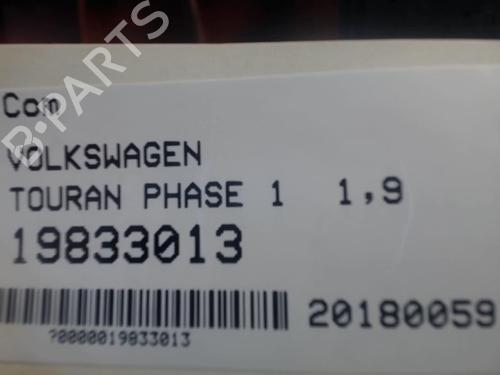 Com
VOLKSWAGEN
TOURAN PHASE 1 1,9
19833013
20180059
?0000019833013
B-PARTS